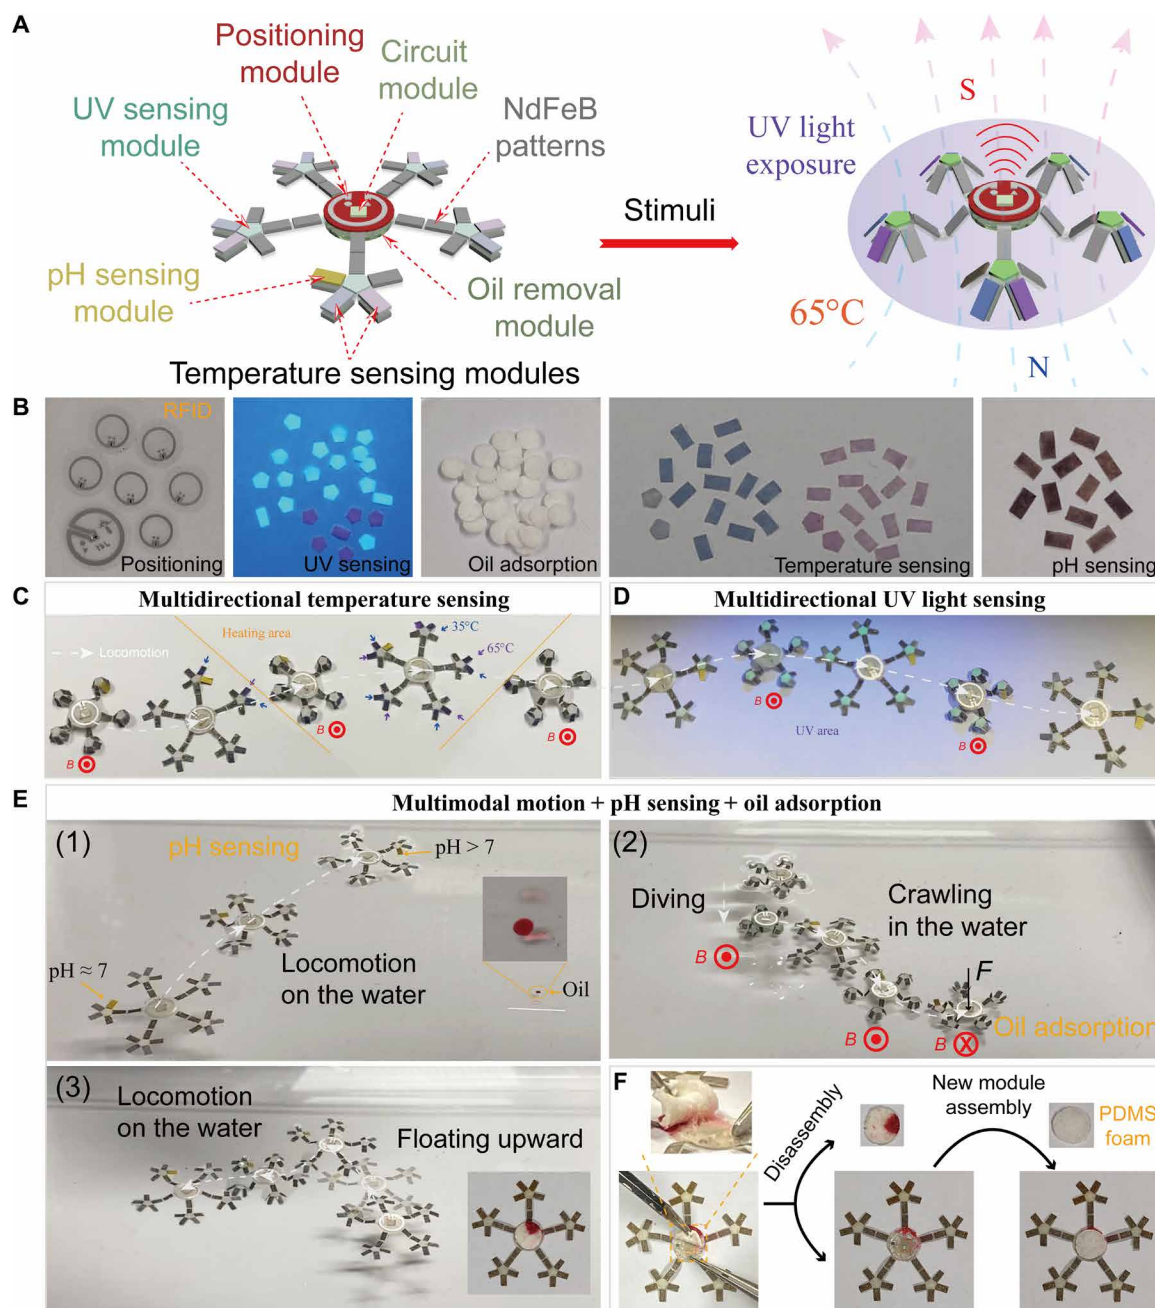 A
Positioning
module
Circuit
module
UV sensing
module
NdFeB
patterns
pH sensing
module
Oil removal
module
Temperature sensing modules
Stimuli
S
UV light
exposure
65°C
N
B
RFID
Positioning
UV sensing
Oil adsorption
Temperature sensing
pH sensing
C
Multidirectional temperature sensing
Locomotion
Heating area
35°C
65°C
B
B
B
D
Multidirectional UV light sensing
B
UV area
B
E
Multimodal motion + pH sensing + oil adsorption
(1)
pH sensing
pH > 7
pH ≈ 7
Locomotion
on the water
Oil
(2)
Diving
Crawling
in the water
B
F
Oil adsorption
B
B
(3)
Locomotion
on the water
Floating upward
F
Disassembly
New module
assembly
PDMS
foam